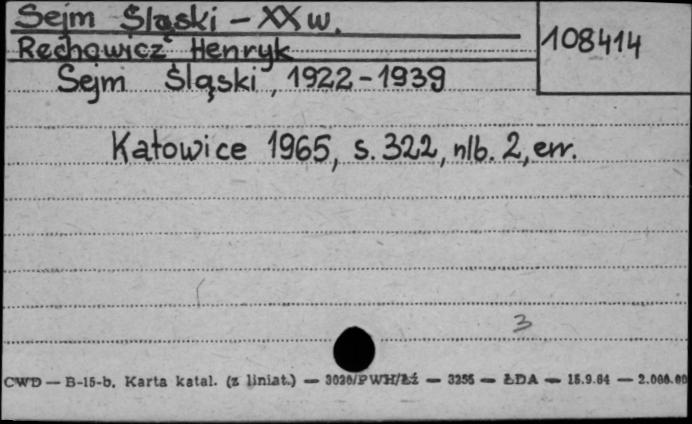 Sejm Śląski – XX w.
108414
Rechowicz Henryk
Sejm Śląski, 1922-1939
Katowice 1965, s. 322, nlb. 2, err.
3
CWD — B-15-b. Karta katal. (z liniat.) — 3020/PWH/Łź — 3255 — ŁDA — 15.9.64 — 2.000.00